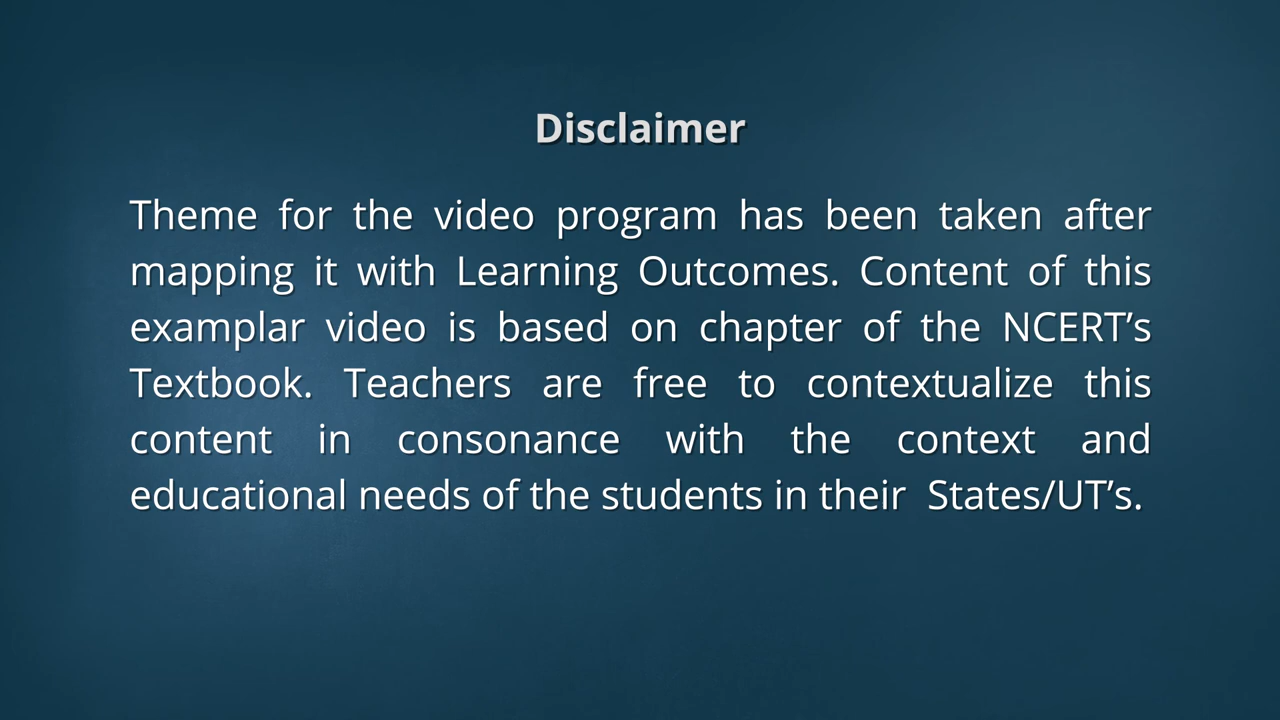 Disclaimer
Theme for the video program has been taken after
mapping it with Learning Outcomes. Content of this
examplar video is based on chapter of the NCERT’s
Textbook. Teachers are free to contextualize this
content in consonance with the context and
educational needs of the students in their  States/UT’s.